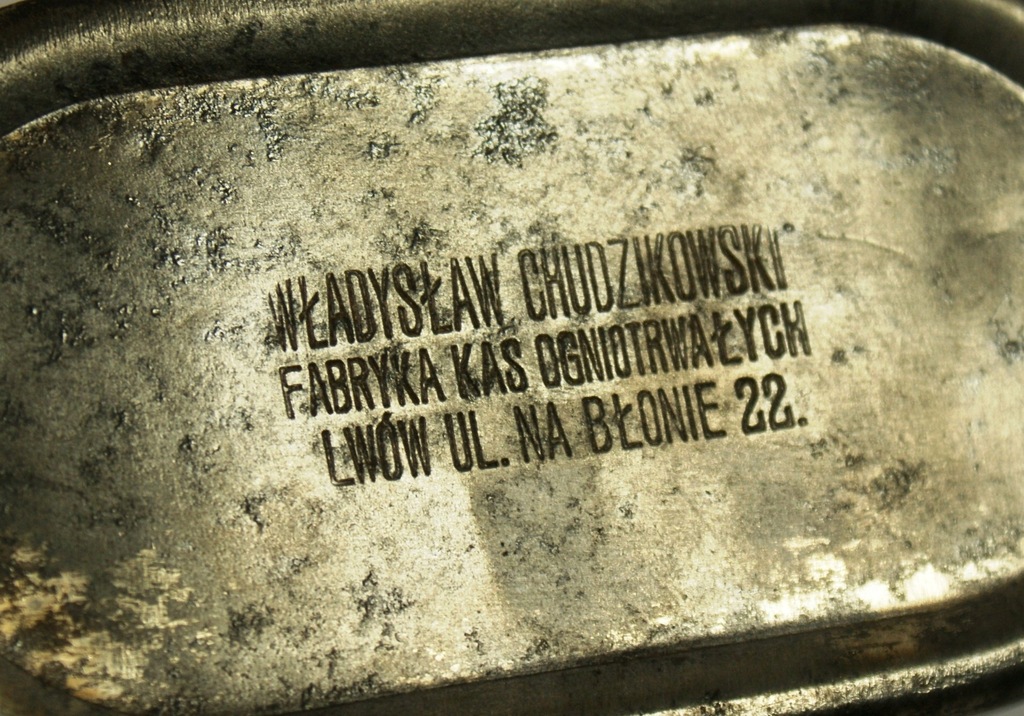 WŁADYSŁAW CHUDZIKOWSKI
FABRYKA KAS OGNIOTRWAŁYCH
LWÓW UL. NA BŁONIE 22.